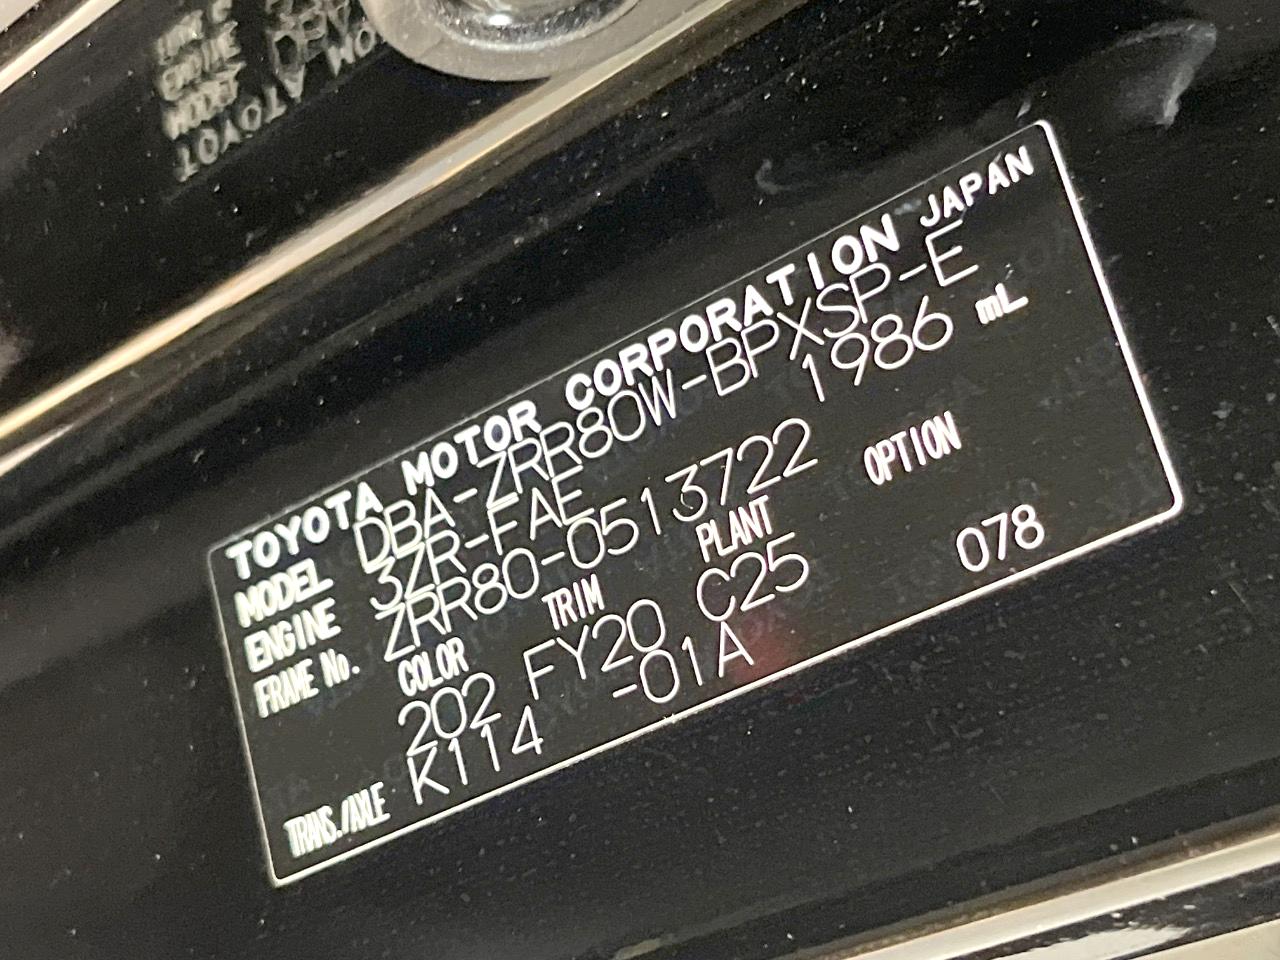 TOYOTA MOTOR CORPORATION JAPAN
MODEL DBA-ZRR80W-BPXSP-E
ENGINE 3ZR-FAE 1986 mL
FRAME No. ZRR80-0513722
COLOR TRIM PLANT OPTION
202 FY20 C25 078
TRANS./AXLE K114 -01A